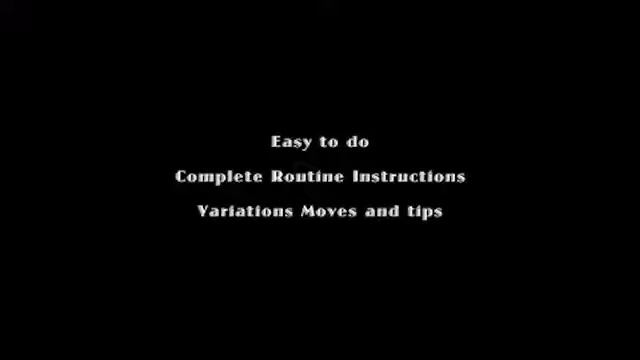 Easy to do
Complete Routine Instructions
Variations Moves and tips